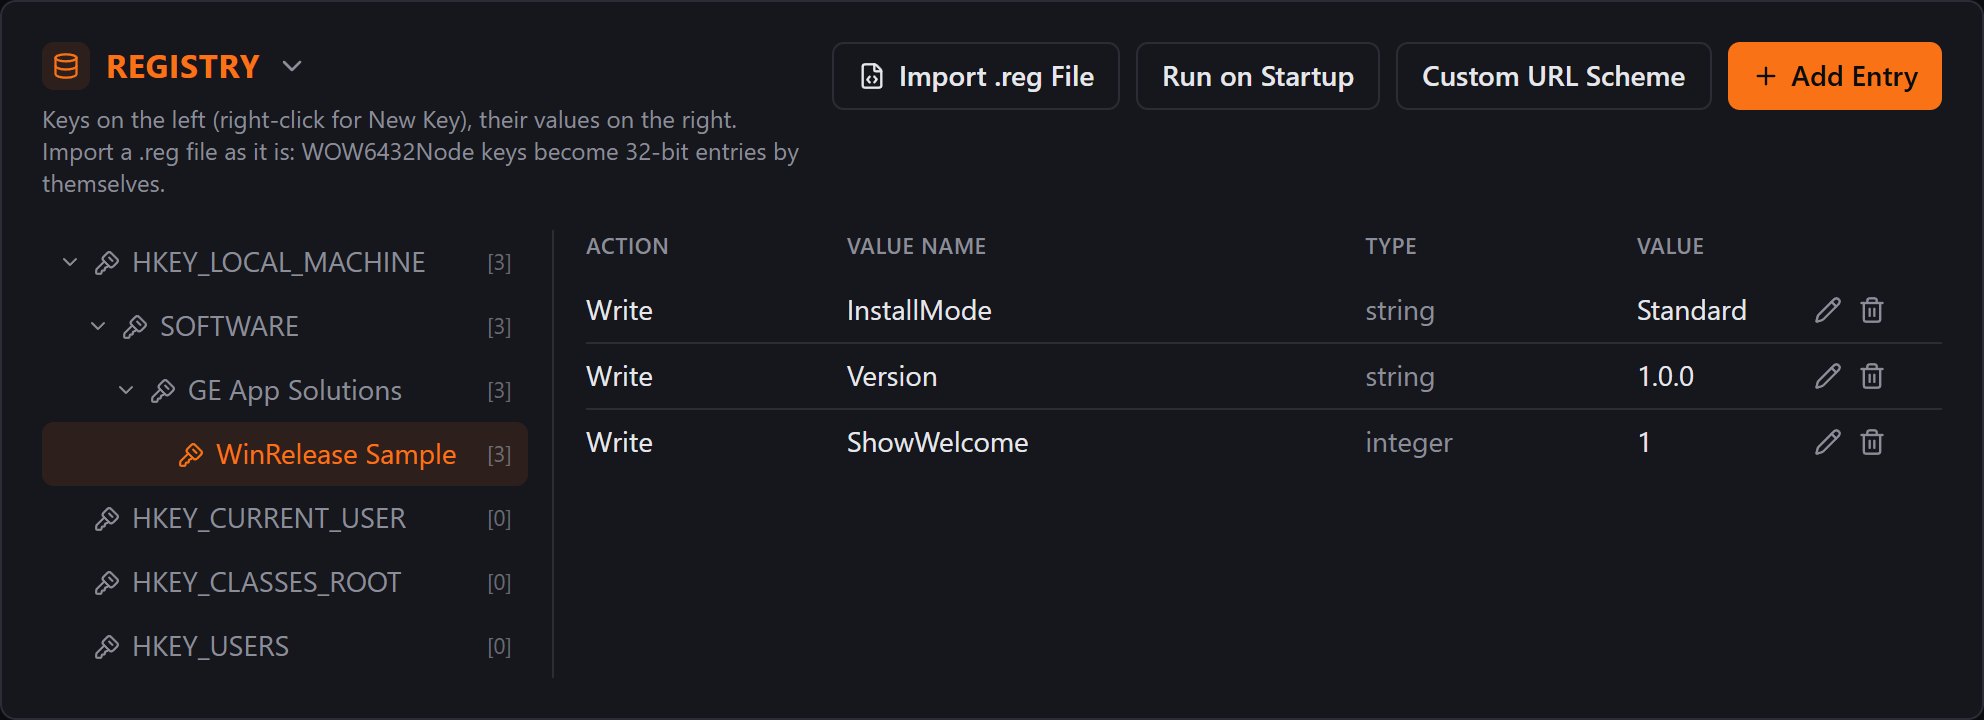 REGISTRY
Import .reg File
Run on Startup
Custom URL Scheme
+ Add Entry
Keys on the left (right-click for New Key), their values on the right.
Import a .reg file as it is: WOW6432Node keys become 32-bit entries by
themselves.
HKEY_LOCAL_MACHINE [3]
SOFTWARE [3]
GE App Solutions [3]
WinRelease Sample [3]
HKEY_CURRENT_USER [0]
HKEY_CLASSES_ROOT [0]
HKEY_USERS [0]
ACTION VALUE NAME TYPE VALUE
Write InstallMode string Standard
Write Version string 1.0.0
Write ShowWelcome integer 1